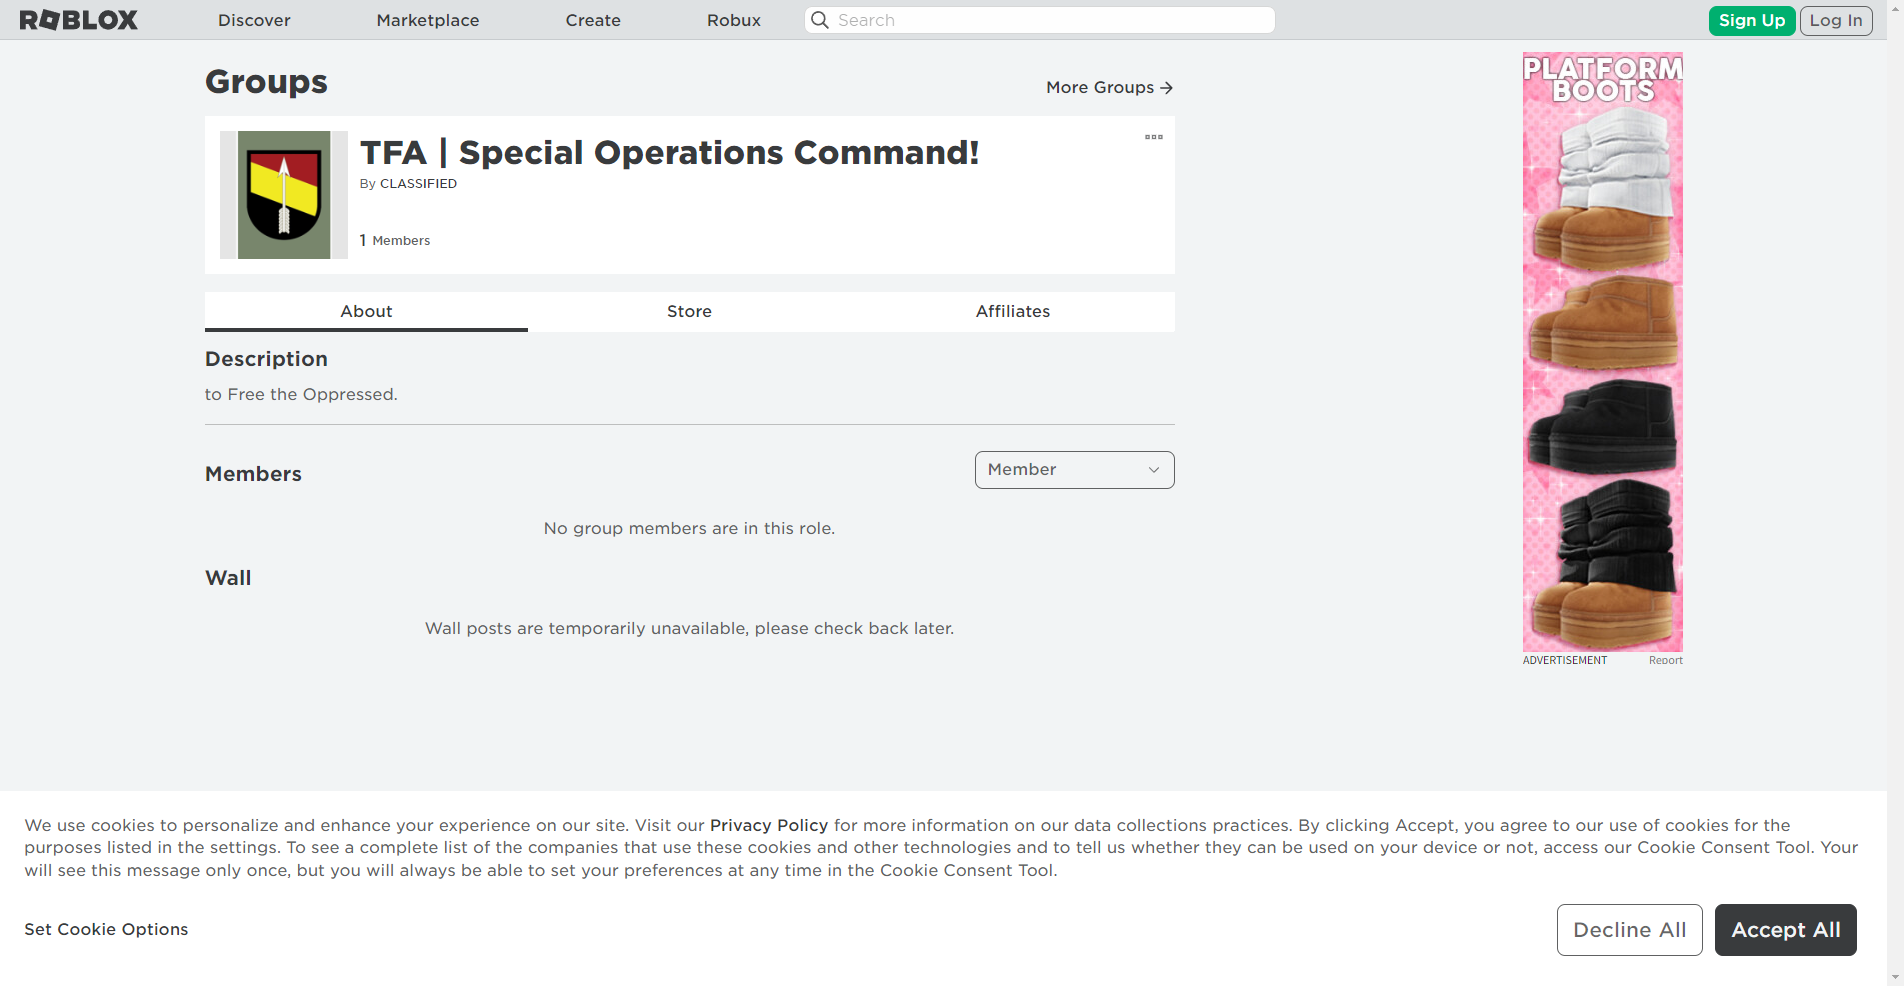 ROBLOX
Discover
Marketplace
Create
Robux
Search
Sign Up
Log In
Groups
More Groups
TFA | Special Operations Command!
By CLASSIFIED
1 Members
About
Store
Affiliates
Description
to Free the Oppressed.
Members
Member
No group members are in this role.
Wall
Wall posts are temporarily unavailable, please check back later.
PLATFORM
BOOTS
ADVERTISEMENT
Report
We use cookies to personalize and enhance your experience on our site. Visit our Privacy Policy for more information on our data collections practices. By clicking Accept, you agree to our use of cookies for the
purposes listed in the settings. To see a complete list of the companies that use these cookies and other technologies and to tell us whether they can be used on your device or not, access our Cookie Consent Tool. Your
will see this message only once, but you will always be able to set your preferences at any time in the Cookie Consent Tool.
Set Cookie Options
Decline All
Accept All